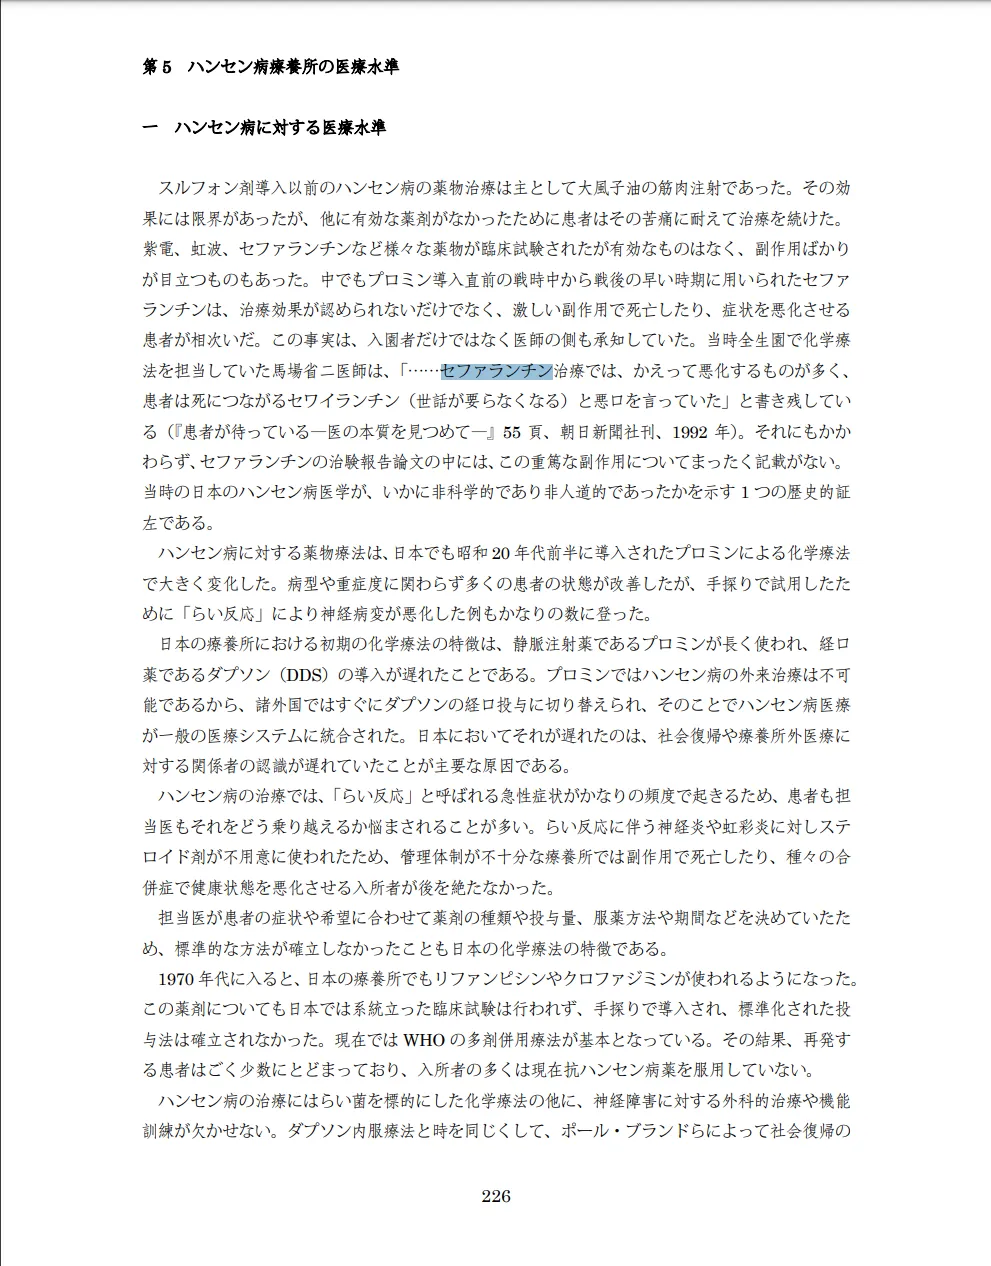 第5　ハンセン病療養所の医療水準
一　ハンセン病に対する医療水準
スルフォン剤導入以前のハンセン病の薬物治療は主として大風子油の筋肉注射であった。その効
果には限界があったが、他に有効な薬剤がなかったために患者はその苦痛に耐えて治療を続けた。
紫電、虹波、セファランチンなど様々な薬物が臨床試験されたが有効なものはなく、副作用ばかり
が目立つものもあった。中でもプロミン導入直前の戦時中から戦後の早い時期に用いられたセファ
ランチンは、治療効果が認められないだけでなく、激しい副作用で死亡したり、症状を悪化させる
患者が相次いだ。この事実は、入園者だけではなく医師の側も承知していた。当時全生園で化学療
法を担当していた馬場省二医師は、「……セファランチン治療では、かえって悪化するものが多く、
患者は死につながるセワイランチン（世話が要らなくなる）と悪口を言っていた」と書き残してい
る（『患者が待っている―医の本質を見つめて―』55 頁、朝日新聞社刊、1992 年）。それにもかか
わらず、セファランチンの治験報告論文の中には、この重篤な副作用についてまったく記載がない。
当時の日本のハンセン病医学が、いかに非科学的であり非人道的であったかを示す 1 つの歴史的証
左である。
ハンセン病に対する薬物療法は、日本でも昭和 20 年代前半に導入されたプロミンによる化学療法
で大きく変化した。病型や重症度に関わらず多くの患者の状態が改善したが、手探りで試用したた
めに「らい反応」により神経病変が悪化した例もかなりの数に登った。
日本の療養所における初期の化学療法の特徴は、静脈注射薬であるプロミンが長く使われ、経口
薬であるダプソン（DDS）の導入が遅れたことである。プロミンではハンセン病の外来治療は不可
能であるから、諸外国ではすぐにダプソンの経口投与に切り替えられ、そのことでハンセン病医療
が一般の医療システムに統合された。日本においてそれが遅れたのは、社会復帰や療養所外医療に
対する関係者の認識が遅れていたことが主要な原因である。
ハンセン病の治療では、「らい反応」と呼ばれる急性症状がかなりの頻度で起きるため、患者も担
当医もそれをどう乗り越えるか悩まされることが多い。らい反応に伴う神経炎や虹彩炎に対しステ
ロイド剤が不用意に使われたため、管理体制が不十分な療養所では副作用で死亡したり、種々の合
併症で健康状態を悪化させる入所者が後を絶たなかった。
担当医が患者の症状や希望に合わせて薬剤の種類や投与量、服薬方法や期間などを決めていたた
め、標準的な方法が確立しなかったことも日本の化学療法の特徴である。
1970 年代に入ると、日本の療養所でもリファンピシンやクロファジミンが使われるようになった。
この薬剤についても日本では系統立った臨床試験は行われず、手探りで導入され、標準化された投
与法は確立されなかった。現在では WHO の多剤併用療法が基本となっている。その結果、再発す
る患者はごく少数にとどまっており、入所者の多くは現在抗ハンセン病薬を服用していない。
ハンセン病の治療にはらい菌を標的にした化学療法の他に、神経障害に対する外科的治療や機能
訓練が欠かせない。ダプソン内服療法と時を同じくして、ポール・ブランドらによって社会復帰の
226